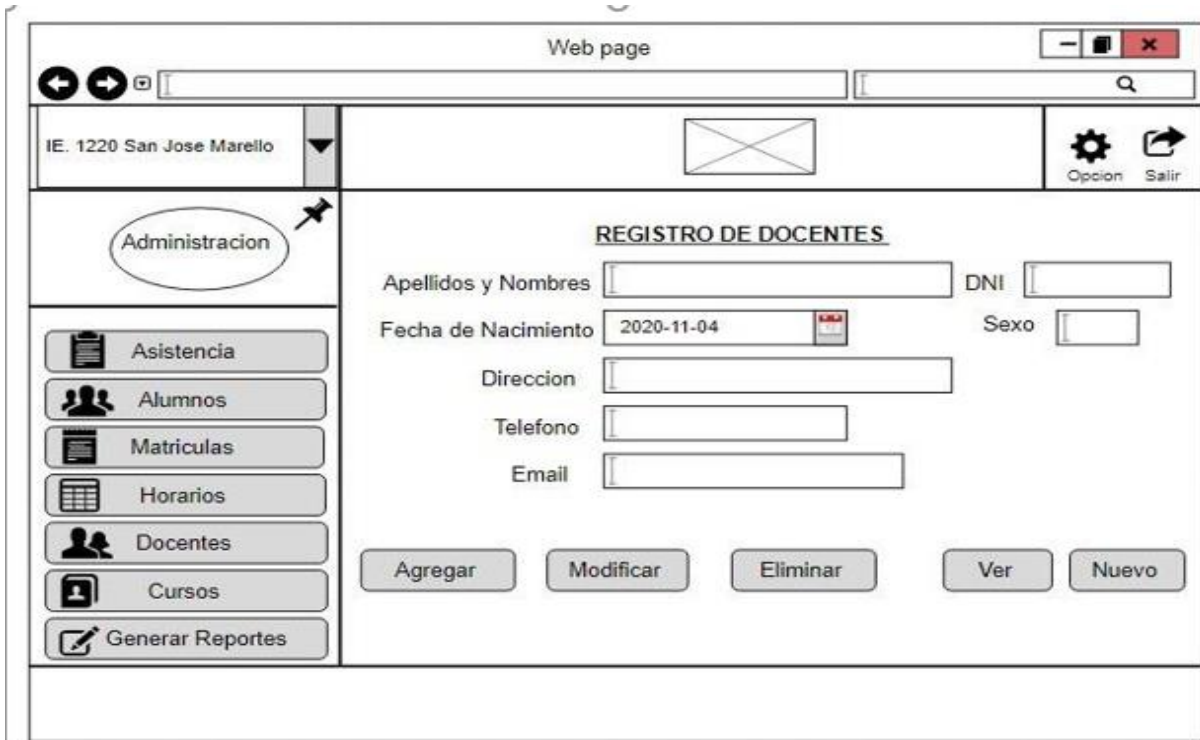 Web page
IE. 1220 San Jose Marello
Opcion Salir
Administracion
Asistencia
Alumnos
Matriculas
Horarios
Docentes
Cursos
Generar Reportes
REGISTRO DE DOCENTES
Apellidos y Nombres DNI
Fecha de Nacimiento 2020-11-04 Sexo
Direccion
Telefono
Email
Agregar Modificar Eliminar Ver Nuevo